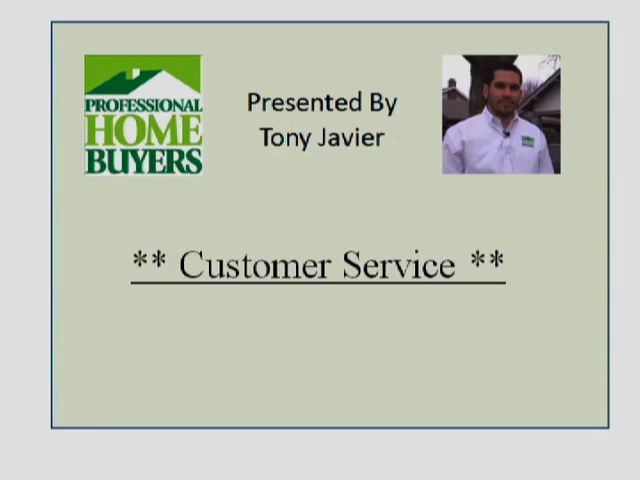 PROFESSIONAL
HOME
BUYERS
Presented By
Tony Javier
** Customer Service **